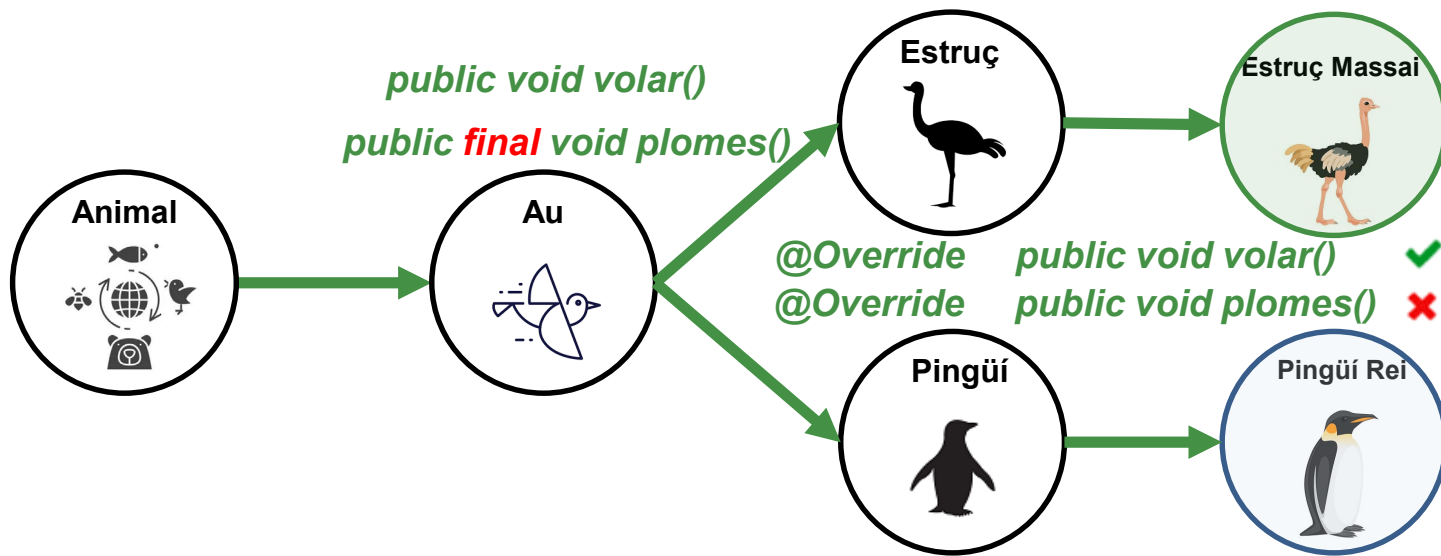 Estruç
Estruç Massai
public void volar()
public final void plomes()
Animal
Au
@Override public void volar()
@Override public void plomes()
Pingüí
Pingüí Rei